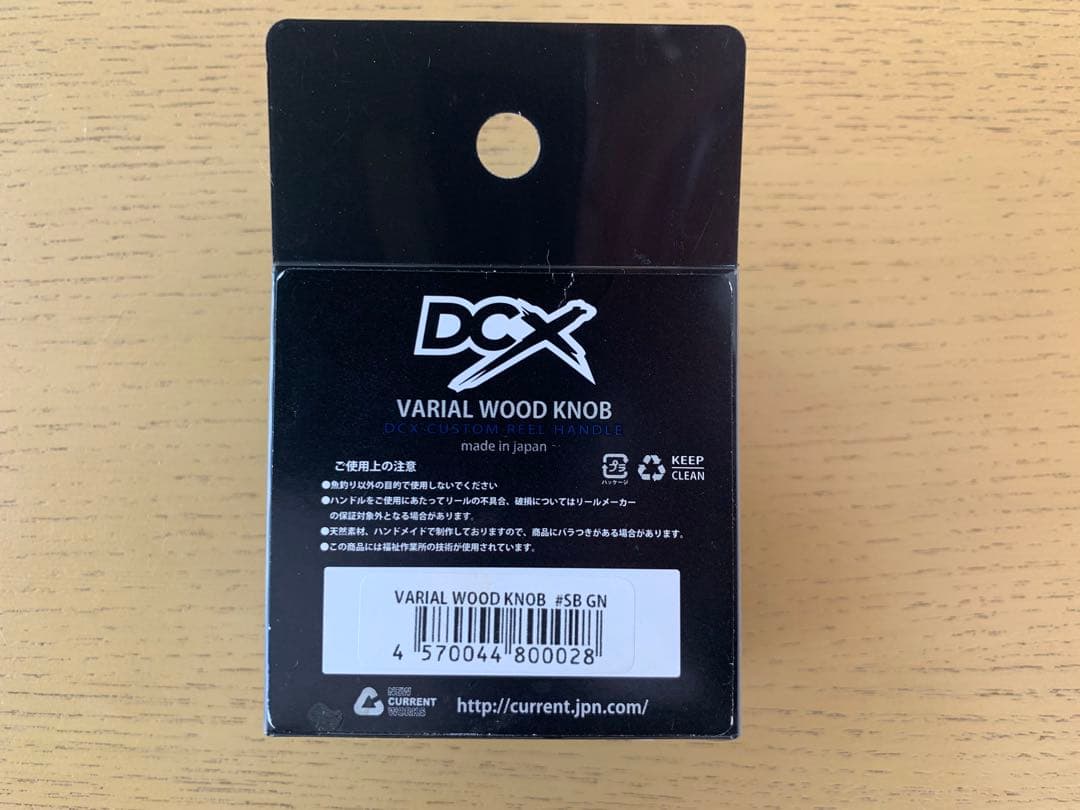 DCX
VARIAL WOOD KNOB
DCX CUSTOM REEL HANDLE
made in japan
ご使用上の注意
プラ
パッケージ
KEEP
CLEAN
●魚釣り以外の目的で使用しないでください
●ハンドルをご使用にあたってリールの不具合、破損についてはリールメーカー
の保証対象外となる場合があります。
●天然素材、ハンドメイドで制作しておりますので、商品にバラつきがある場合があります。
●この商品には福祉作業所の技術が使用されています。
VARIAL WOOD KNOB #SB GN
4 570044 800028
NEW
CURRENT
WORKS
http://current.jpn.com/